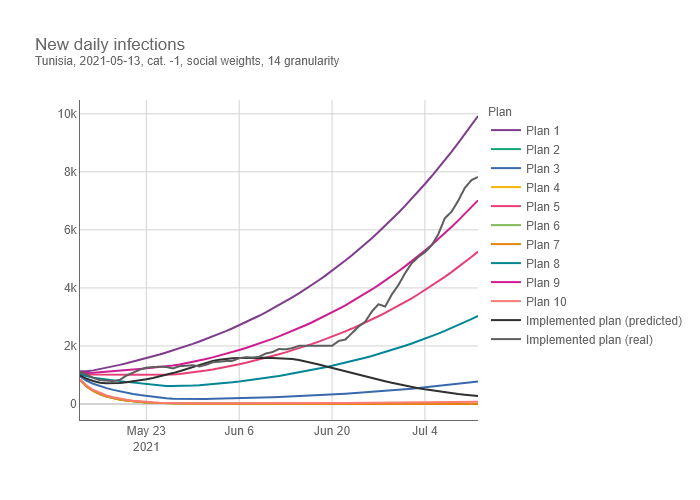 New daily infections
Tunisia, 2021-05-13, cat. -1, social weights, 14 granularity
10k
8k
6k
4k
2k
0
May 23
2021
Jun 6
Jun 20
Jul 4
Plan
Plan 1
Plan 2
Plan 3
Plan 4
Plan 5
Plan 6
Plan 7
Plan 8
Plan 9
Plan 10
Implemented plan (predicted)
Implemented plan (real)